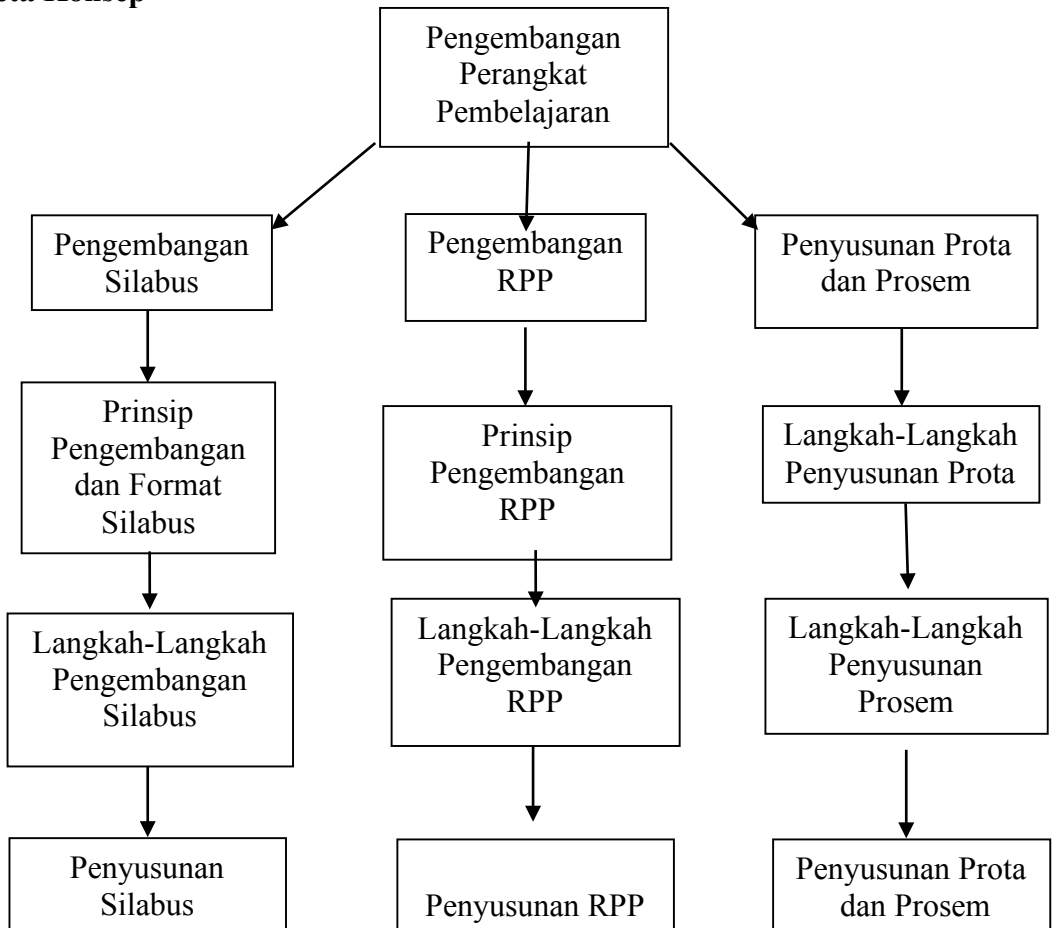 Pengembangan
Perangkat
Pembelajaran
Pengembangan
Silabus
Pengembangan
RPP
Penyusunan Prota
dan Prosem
Prinsip
Pengembangan
dan Format
Silabus
Prinsip
Pengembangan
RPP
Langkah-Langkah
Penyusunan Prota
Langkah-Langkah
Pengembangan
Silabus
Langkah-Langkah
Pengembangan
RPP
Langkah-Langkah
Penyusunan
Prosem
Penyusunan
Silabus
Penyusunan RPP
Penyusunan Prota
dan Prosem